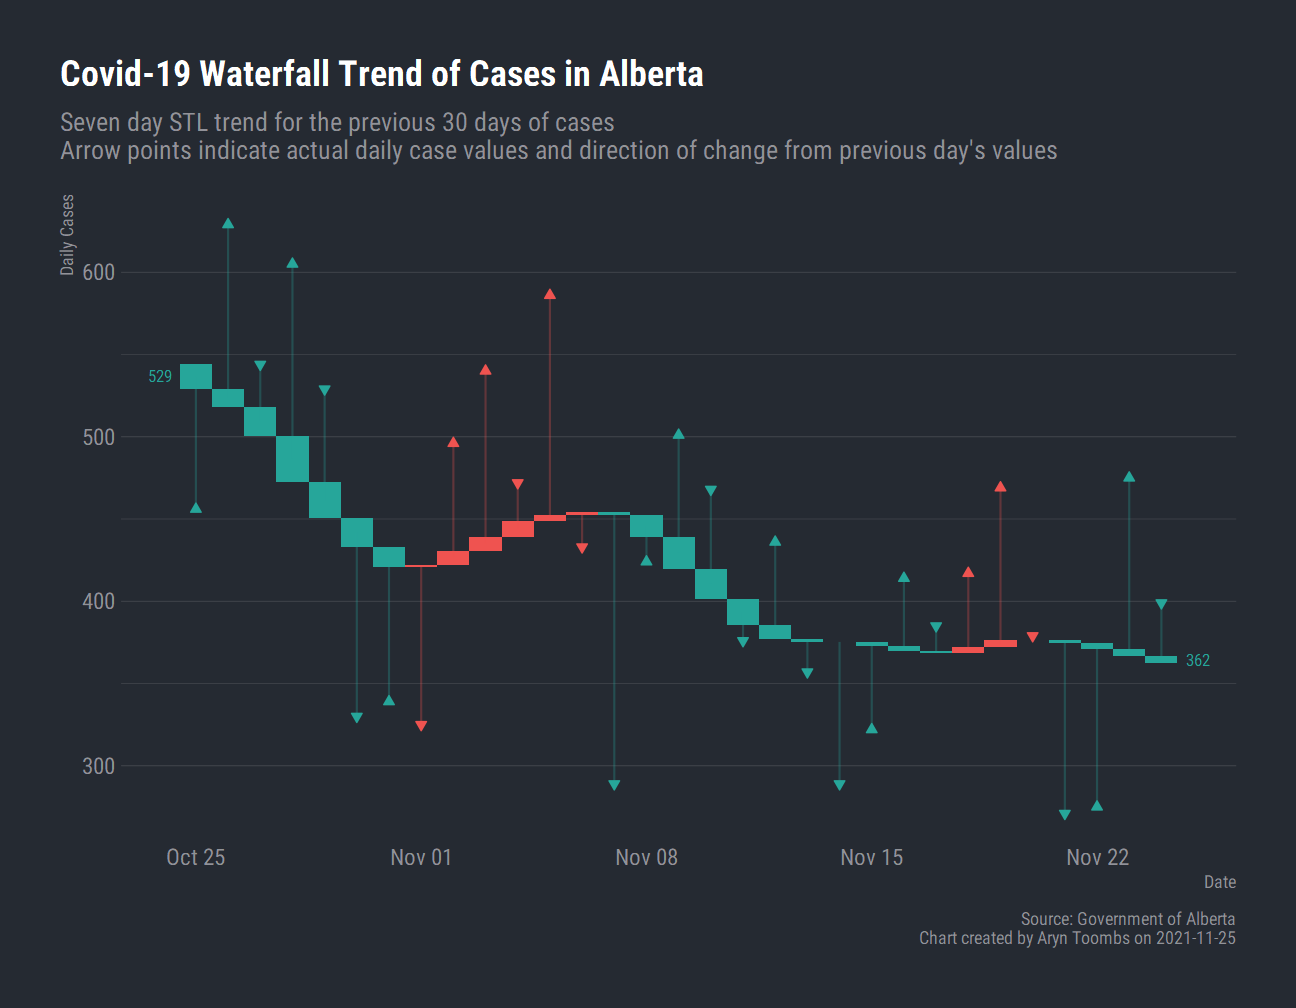 Covid-19 Waterfall Trend of Cases in Alberta
Seven day STL trend for the previous 30 days of cases
Arrow points indicate actual daily case values and direction of change from previous day's values
Daily Cases
600
500
400
300
529
362
Oct 25
Nov 01
Nov 08
Nov 15
Nov 22
Date
Source: Government of Alberta
Chart created by Aryn Toombs on 2021-11-25